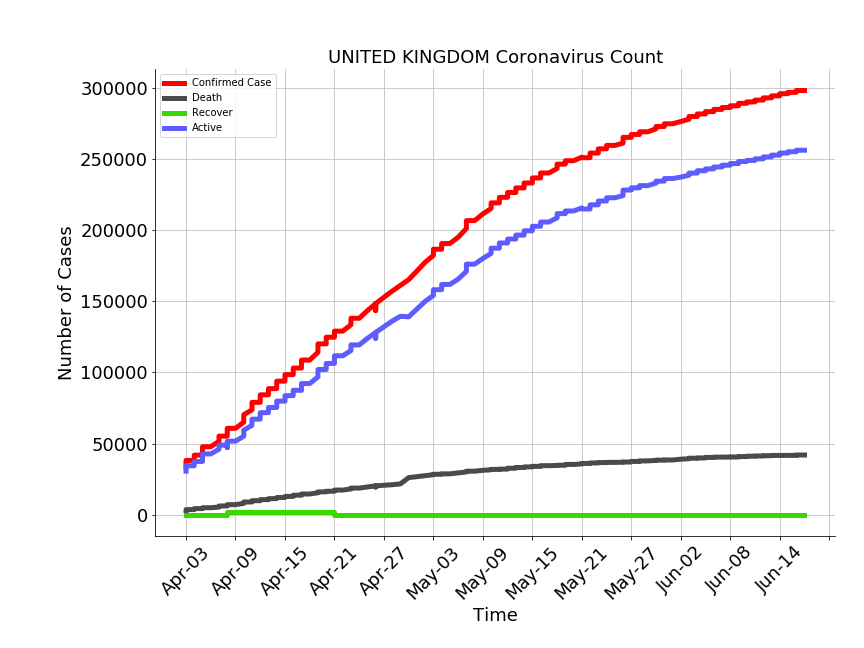 UNITED KINGDOM Coronavirus Count
Confirmed Case
Death
Recover
Active
300000
250000
200000
150000
100000
50000
0
Number of Cases
Apr-03
Apr-09
Apr-15
Apr-21
Apr-27
May-03
May-09
May-15
May-21
May-27
Jun-02
Jun-08
Jun-14
Time